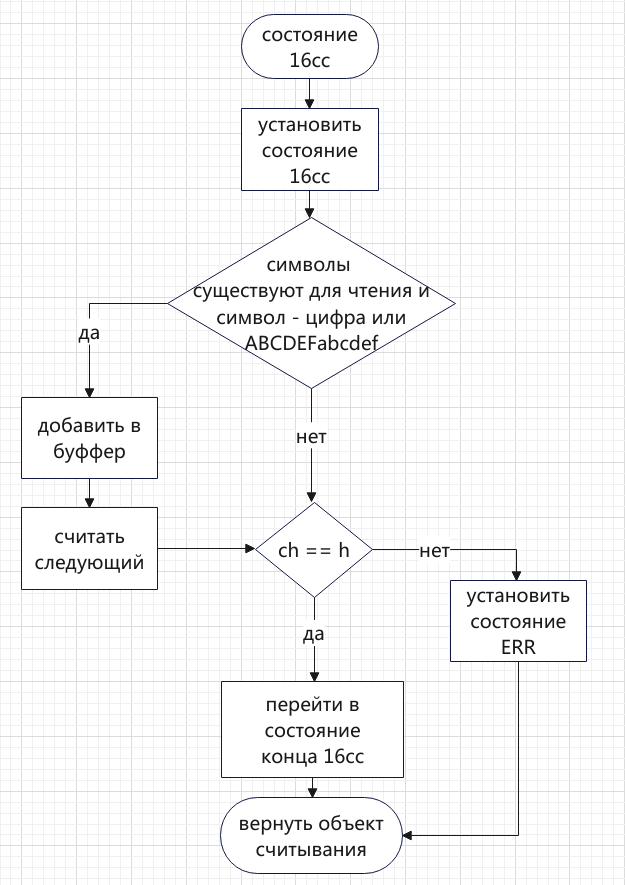 состояние
16сс
установить
состояние
16сс
символы
существуют для чтения и
символ - цифра или
ABCDEFabcdef
да
добавить в
буффер
нет
считать
следующий
ch == h
нет
установить
состояние
ERR
да
перейти в
состояние
конца 16сс
вернуть объект
считывания